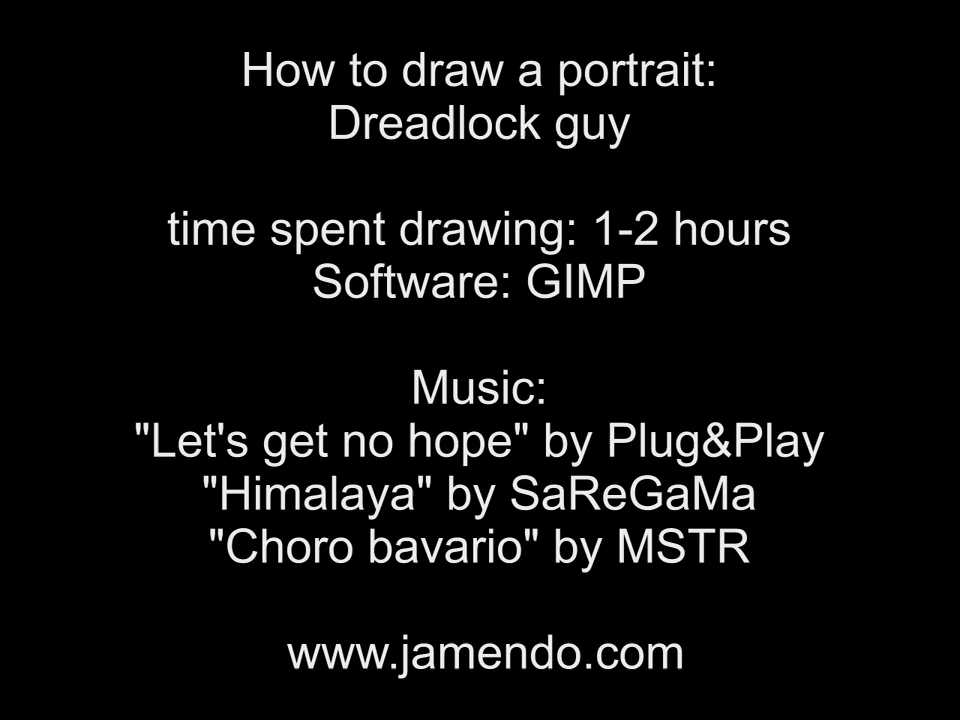 How to draw a portrait:
Dreadlock guy
time spent drawing: 1-2 hours
Software: GIMP
Music:
"Let's get no hope" by Plug&Play
"Himalaya" by SaReGaMa
"Choro bavario" by MSTR
www.jamendo.com